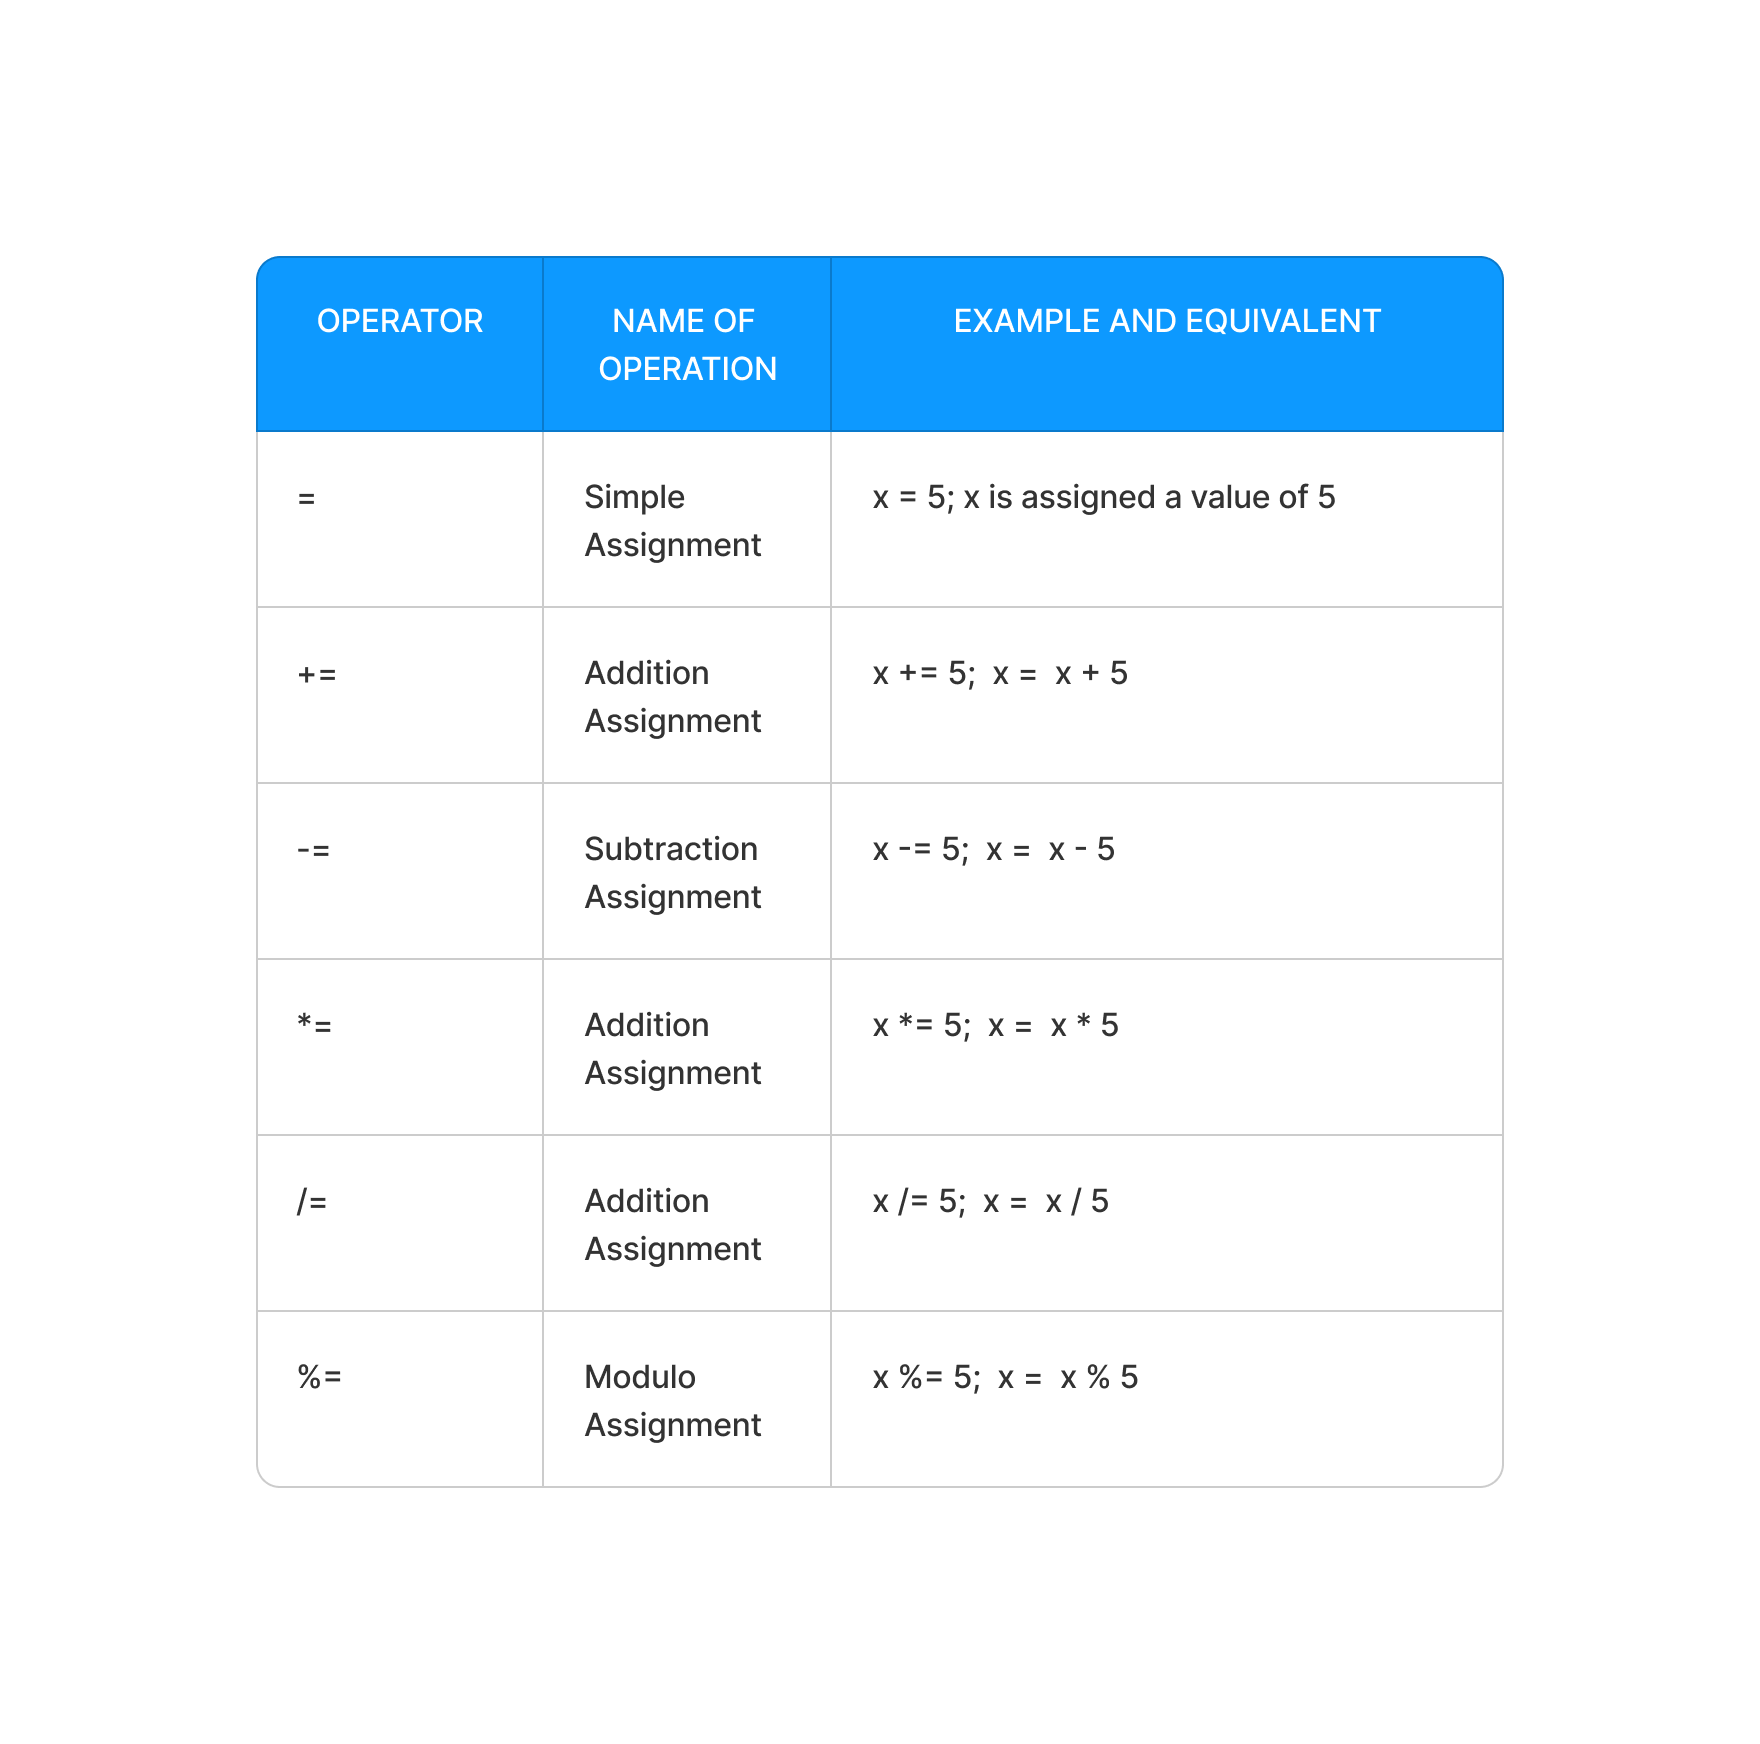 OPERATOR
NAME OF
OPERATION
EXAMPLE AND EQUIVALENT
=
Simple
Assignment
x = 5; x is assigned a value of 5
+=
Addition
Assignment
x += 5;  x =  x + 5
-=
Subtraction
Assignment
x -= 5;  x =  x - 5
*=
Addition
Assignment
x *= 5;  x =  x * 5
/=
Addition
Assignment
x /= 5;  x =  x / 5
%=
Modulo
Assignment
x %= 5;  x =  x % 5